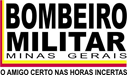 BOMBEIRO
MILITAR
MINAS GERAIS
O AMIGO CERTO NAS HORAS INCERTAS